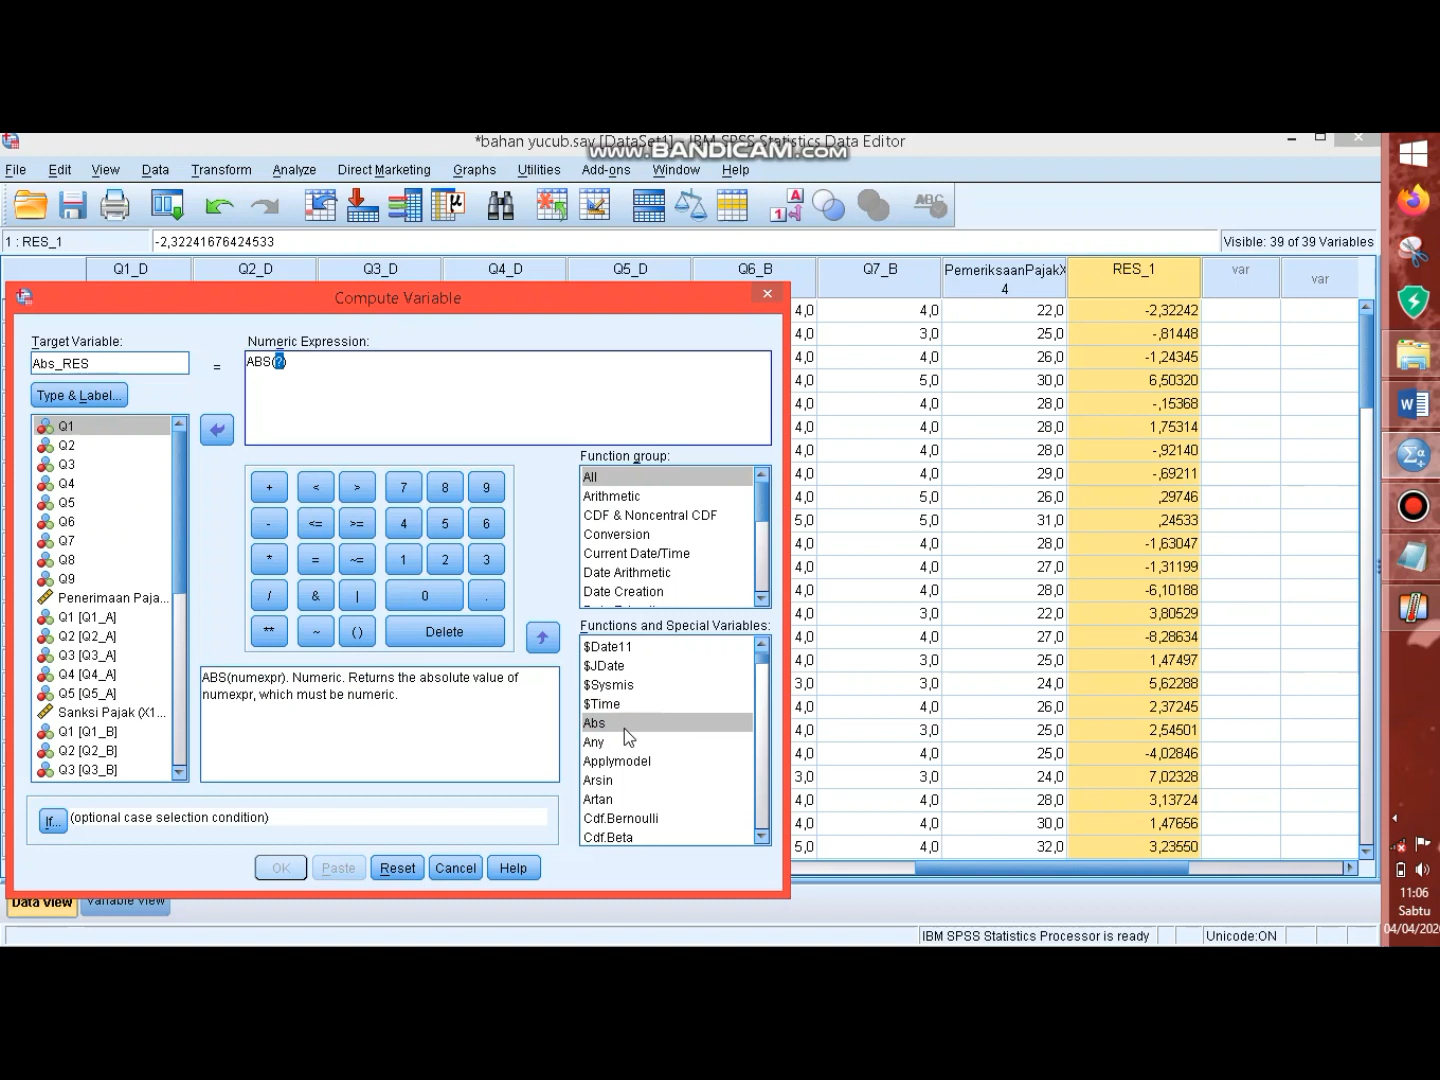 *bahan yucub.sav [DataSet1] - IBM SPSS Statistics Data Editor
www.BANDICAM.com
File Edit View Data Transform Analyze Direct Marketing Graphs Utilities Add-ons Window Help
1 : RES_1 -2,32241676424533 Visible: 39 of 39 Variables
Q1_D Q2_D Q3_D Q4_D Q5_D Q6_B Q7_B PemeriksaanPajakX4 RES_1 var var
Compute Variable
Target Variable:
Abs_RES
=
Numeric Expression:
ABS(?)
Type & Label...
Q1
Q2
Q3
Q4
Q5
Q6
Q7
Q8
Q9
Penerimaan Paja...
Q1 [Q1_A]
Q2 [Q2_A]
Q3 [Q3_A]
Q4 [Q4_A]
Q5 [Q5_A]
Sanksi Pajak (X1...
Q1 [Q1_B]
Q2 [Q2_B]
Q3 [Q3_B]
+ < > 7 8 9
- <= >= 4 5 6
* = ~= 1 2 3
/ & | 0 .
** ~ () Delete
Function group:
All
Arithmetic
CDF & Noncentral CDF
Conversion
Current Date/Time
Date Arithmetic
Date Creation
Functions and Special Variables:
$Date11
$JDate
$Sysmis
$Time
Abs
Any
Applymodel
Arsin
Artan
Cdf.Bernoulli
Cdf.Beta
ABS(numexpr). Numeric. Returns the absolute value of
numexpr, which must be numeric.
If... (optional case selection condition)
OK Paste Reset Cancel Help
4,0 4,0 22,0 -2,32242
4,0 3,0 25,0 -,81448
4,0 4,0 26,0 -1,24345
4,0 5,0 30,0 6,50320
4,0 4,0 28,0 -,15368
4,0 4,0 28,0 1,75314
4,0 4,0 28,0 -,92140
4,0 4,0 29,0 -,69211
4,0 5,0 26,0 ,29746
5,0 5,0 31,0 ,24533
4,0 4,0 28,0 -1,63047
4,0 4,0 27,0 -1,31199
4,0 4,0 28,0 -6,10188
4,0 3,0 22,0 3,80529
4,0 4,0 27,0 -8,28634
4,0 3,0 25,0 1,47497
3,0 3,0 24,0 5,62288
4,0 4,0 26,0 2,37245
4,0 3,0 25,0 2,54501
4,0 4,0 25,0 -4,02846
3,0 3,0 24,0 7,02328
4,0 4,0 28,0 3,13724
4,0 4,0 30,0 1,47656
5,0 4,0 32,0 3,23550
Data View Variable View
IBM SPSS Statistics Processor is ready Unicode:ON
11:06
Sabtu